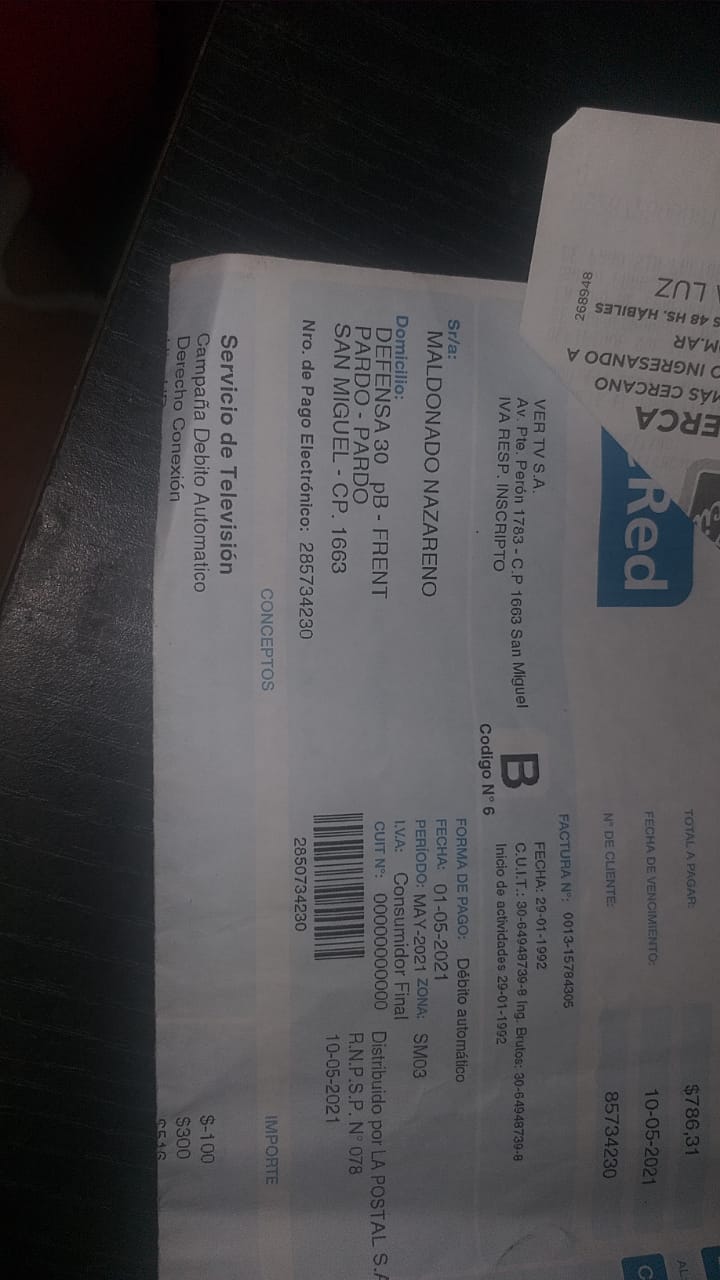 Red
TOTAL A PAGAR: $786,31
FECHA DE VENCIMIENTO: 10-05-2021
N° DE CLIENTE: 85734230
VER TV S.A.
Av. Pte. Perón 1783 - C.P 1663 San Miguel
IVA RESP. INSCRIPTO
B
Codigo N° 6
FACTURA N°: 0013-15784305
FECHA: 29-01-1992
C.U.I.T.: 30-64948739-8 Ing. Brutos: 30-64948739-8
Inicio de actividades 29-01-1992
Sr/a:
MALDONADO NAZARENO
Domicilio:
DEFENSA 30 pB - FRENT
PARDO - PARDO
SAN MIGUEL - CP. 1663
Nro. de Pago Electrónico: 285734230
FORMA DE PAGO: Débito automático
FECHA: 01-05-2021
PERÍODO: MAY-2021 ZONA: SM03
I.V.A: Consumidor Final
CUIT N°: 00000000000
Distribuido por LA POSTAL S.A
R.N.P.S.P. N° 078
10-05-2021
2850734230
CONCEPTOS IMPORTE
Servicio de Televisión
Campaña Debito Automatico $-100
Derecho Conexión $300
ERCA
MÁS CERCANO
O INGRESANDO A
OM.AR
S 48 HS. HÁBILES
A LUZ
268948